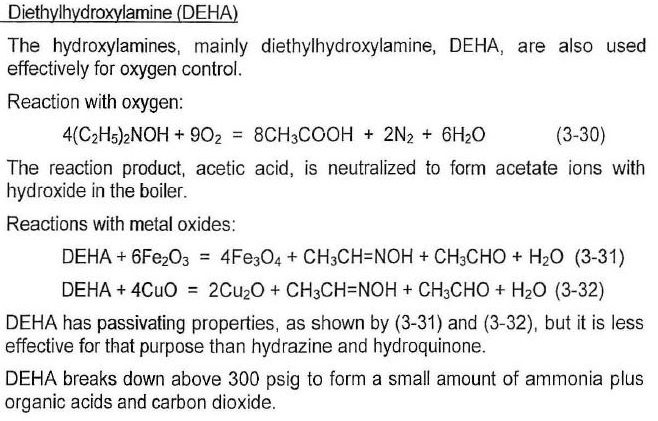 Diethylhydroxylamine (DEHA)
The hydroxylamines, mainly diethylhydroxylamine, DEHA, are also used
effectively for oxygen control.
Reaction with oxygen:
4(C₂H₅)₂NOH + 9O₂ = 8CH₃COOH + 2N₂ + 6H₂O (3-30)
The reaction product, acetic acid, is neutralized to form acetate ions with
hydroxide in the boiler.
Reactions with metal oxides:
DEHA + 6Fe₂O₃ = 4Fe₃O₄ + CH₃CH=NOH + CH₃CHO + H₂O (3-31)
DEHA + 4CuO = 2Cu₂O + CH₃CH=NOH + CH₃CHO + H₂O (3-32)
DEHA has passivating properties, as shown by (3-31) and (3-32), but it is less
effective for that purpose than hydrazine and hydroquinone.
DEHA breaks down above 300 psig to form a small amount of ammonia plus
organic acids and carbon dioxide.